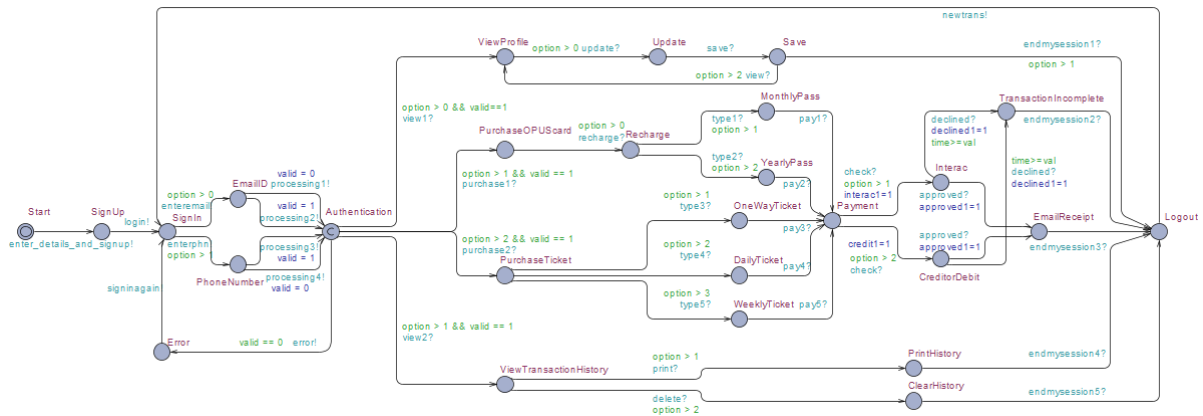 newtrans!
ViewProfile
option > 0 update?
Update
save?
Save
endmysession1?
option > 1
option > 2 view?
option > 0 && valid==1
view1?
MonthlyPass
TransactionIncomplete
PurchaseOPUScard
option > 0
recharge?
Recharge
type1?
option > 1
pay1?
declined?
declined1=1
time>=val
endmysession2?
type2?
option > 2
YearlyPass
pay2?
option > 1 && valid == 1
purchase1?
check?
option > 1
interac1=1
Interac
time>=val
declined?
declined1=1
valid = 0
processing1!
EmailID
option > 0
enteremail!
valid = 1
processing2!
Authentication
option > 1
type3?
OneWayTicket
pay3?
Payment
approved?
approved1=1
EmailReceipt
Logout
Start
SignUp
login!
SignIn
enter_details_and_signup!
enterphn!
option > 1
processing3!
valid = 1
PhoneNumber
processing4!
valid = 0
option > 2 && valid == 1
purchase2?
PurchaseTicket
option > 2
type4?
DailyTicket
pay4?
credit1=1
option > 2
check?
approved?
approved1=1
endmysession3?
CreditorDebit
signinagain!
option > 3
type5?
WeeklyTicket
pay5?
Error
valid == 0
error!
option > 1 && valid == 1
view2?
ViewTransactionHistory
option > 1
print?
PrintHistory
endmysession4?
delete?
option > 2
ClearHistory
endmysession5?